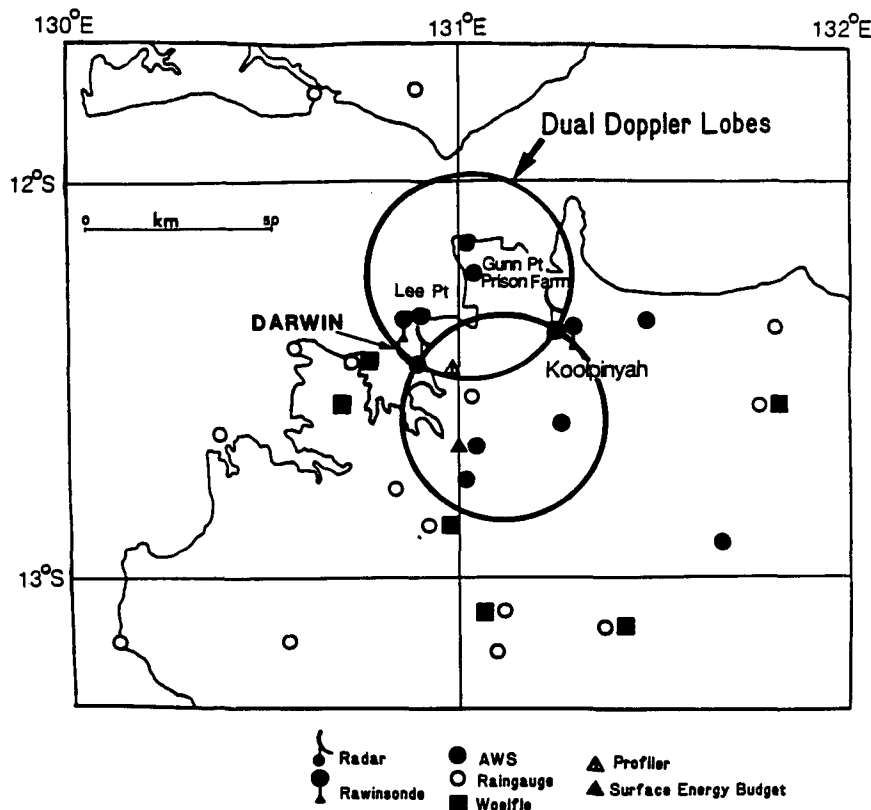 130°E 131°E 132°E
Dual Doppler Lobes
12°S
0 km 50
Gunn Pt
Prison Farm
Lee Pt
DARWIN
Koolpinyah
13°S
Radar
Rawinsonde
AWS
Raingauge
Woelfle
Profiler
Surface Energy Budget